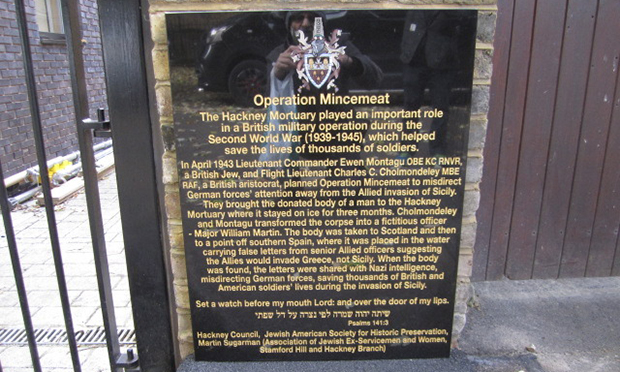 Operation Mincemeat
The Hackney Mortuary played an important role
in a British military operation during the
Second World War (1939-1945), which helped
save the lives of thousands of soldiers.
In April 1943 Lieutenant Commander Ewen Montagu OBE KC RNVR,
a British Jew, and Flight Lieutenant Charles C. Cholmondeley MBE
RAF, a British aristocrat, planned Operation Mincemeat to misdirect
German forces' attention away from the Allied invasion of Sicily.
They brought the donated body of a man to the Hackney
Mortuary where it stayed on ice for three months. Cholmondeley
and Montagu transformed the corpse into a fictitious officer
- Major William Martin. The body was taken to Scotland and then
to a point off southern Spain, where it was placed in the water
carrying false letters from senior Allied officers suggesting
the Allies would invade Greece, not Sicily. When the body
was found, the letters were shared with Nazi intelligence,
misdirecting German forces, saving thousands of British and
American soldiers' lives during the invasion of Sicily.
Set a watch before my mouth Lord: and over the door of my lips.
שיתה יהוה שמרה לפי נצרה על דל שפתי
Psalms 141:3
Hackney Council, Jewish American Society for Historic Preservation,
Martin Sugarman (Association of Jewish Ex-Servicemen and Women,
Stamford Hill and Hackney Branch)